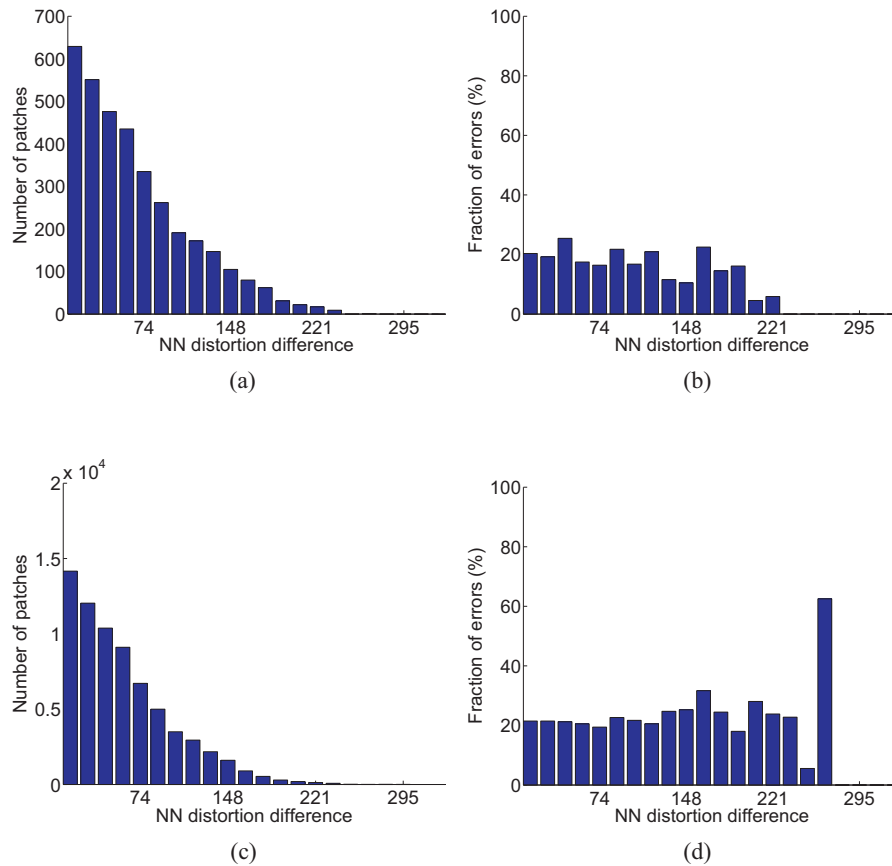 700
600
500
400
300
200
100
0
Number of patches
74 148 221 295
NN distortion difference
(a)
100
80
60
40
20
0
Fraction of errors (%)
74 148 221 295
NN distortion difference
(b)
2 x 10^4
1.5
1
0.5
0
Number of patches
74 148 221 295
NN distortion difference
(c)
100
80
60
40
20
0
Fraction of errors (%)
74 148 221 295
NN distortion difference
(d)